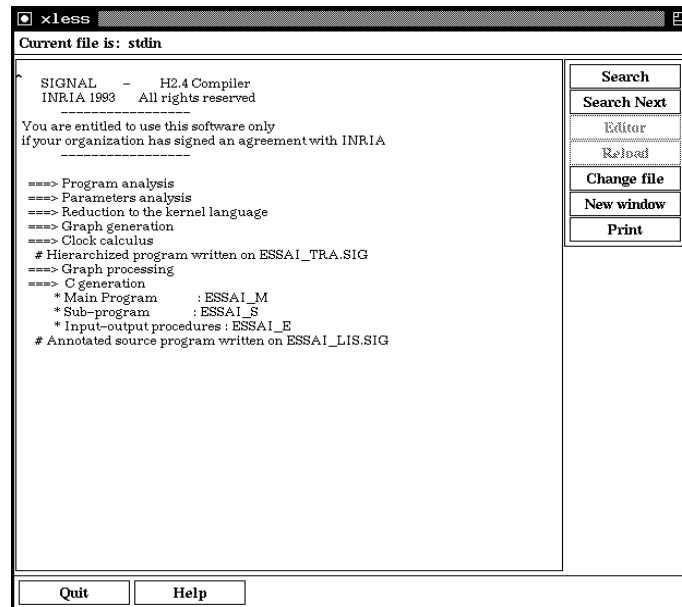 xless
Current file is: stdin
SIGNAL – H2.4 Compiler
INRIA 1993 All rights reserved
–––––––––––––––––
You are entitled to use this software only
if your organization has signed an agreement with INRIA
–––––––––––––––––
===> Program analysis
===> Parameters analysis
===> Reduction to the kernel language
===> Graph generation
===> Clock calculus
# Hierarchized program written on ESSAI_TRA.SIG
===> Graph processing
===> C generation
* Main Program : ESSAI_M
* Sub–program : ESSAI_S
* Input–output procedures : ESSAI_E
# Annotated source program written on ESSAI_LIS.SIG
Search
Search Next
Editor
Reload
Change file
New window
Print
Quit
Help